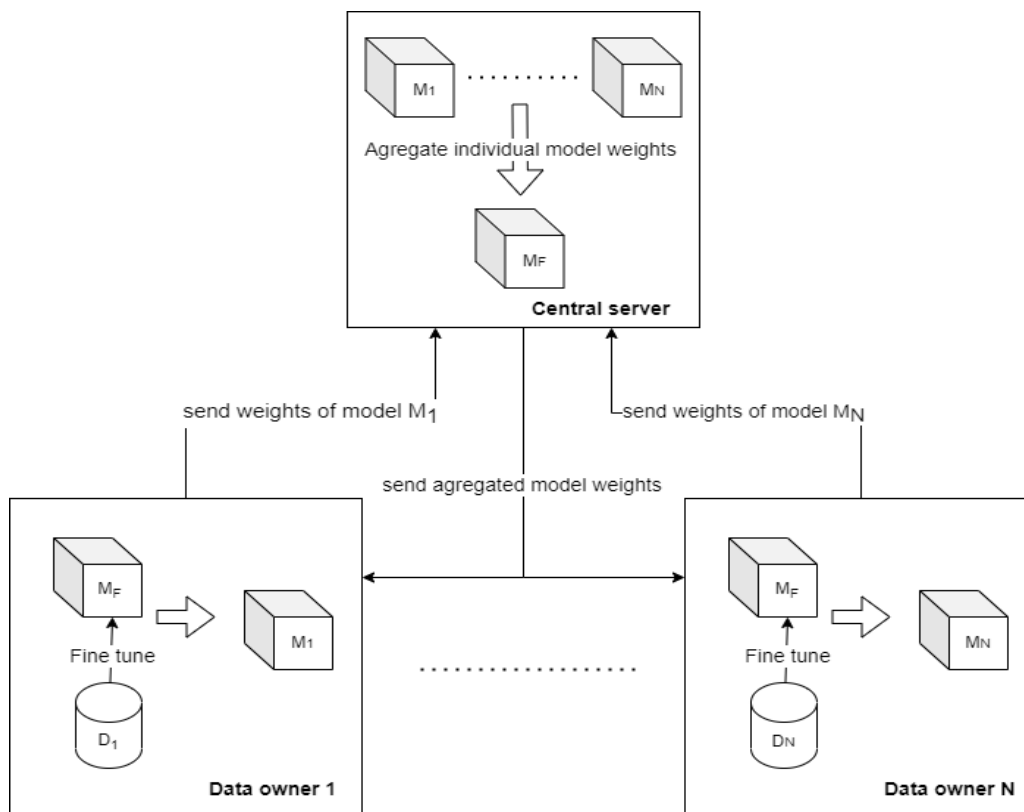 M1
MN
Agregate individual model weights
MF
Central server
send weights of model M1
send weights of model MN
send agregated model weights
MF
M1
Fine tune
D1
Data owner 1
MF
MN
Fine tune
DN
Data owner N